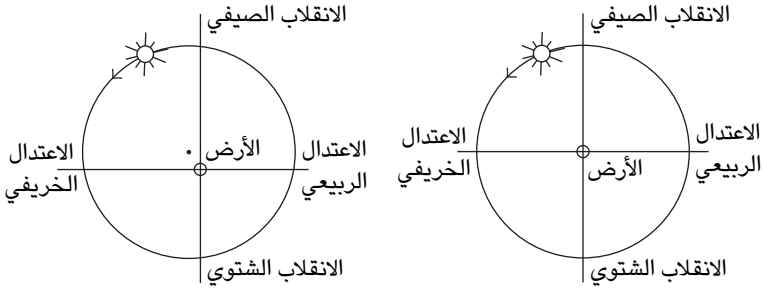 الانقلاب الصيفي
الأرض
الاعتدال
الربيعي
الاعتدال
الخريفي
الانقلاب الشتوي
الانقلاب الصيفي
الأرض
الاعتدال
الربيعي
الاعتدال
الخريفي
الانقلاب الشتوي